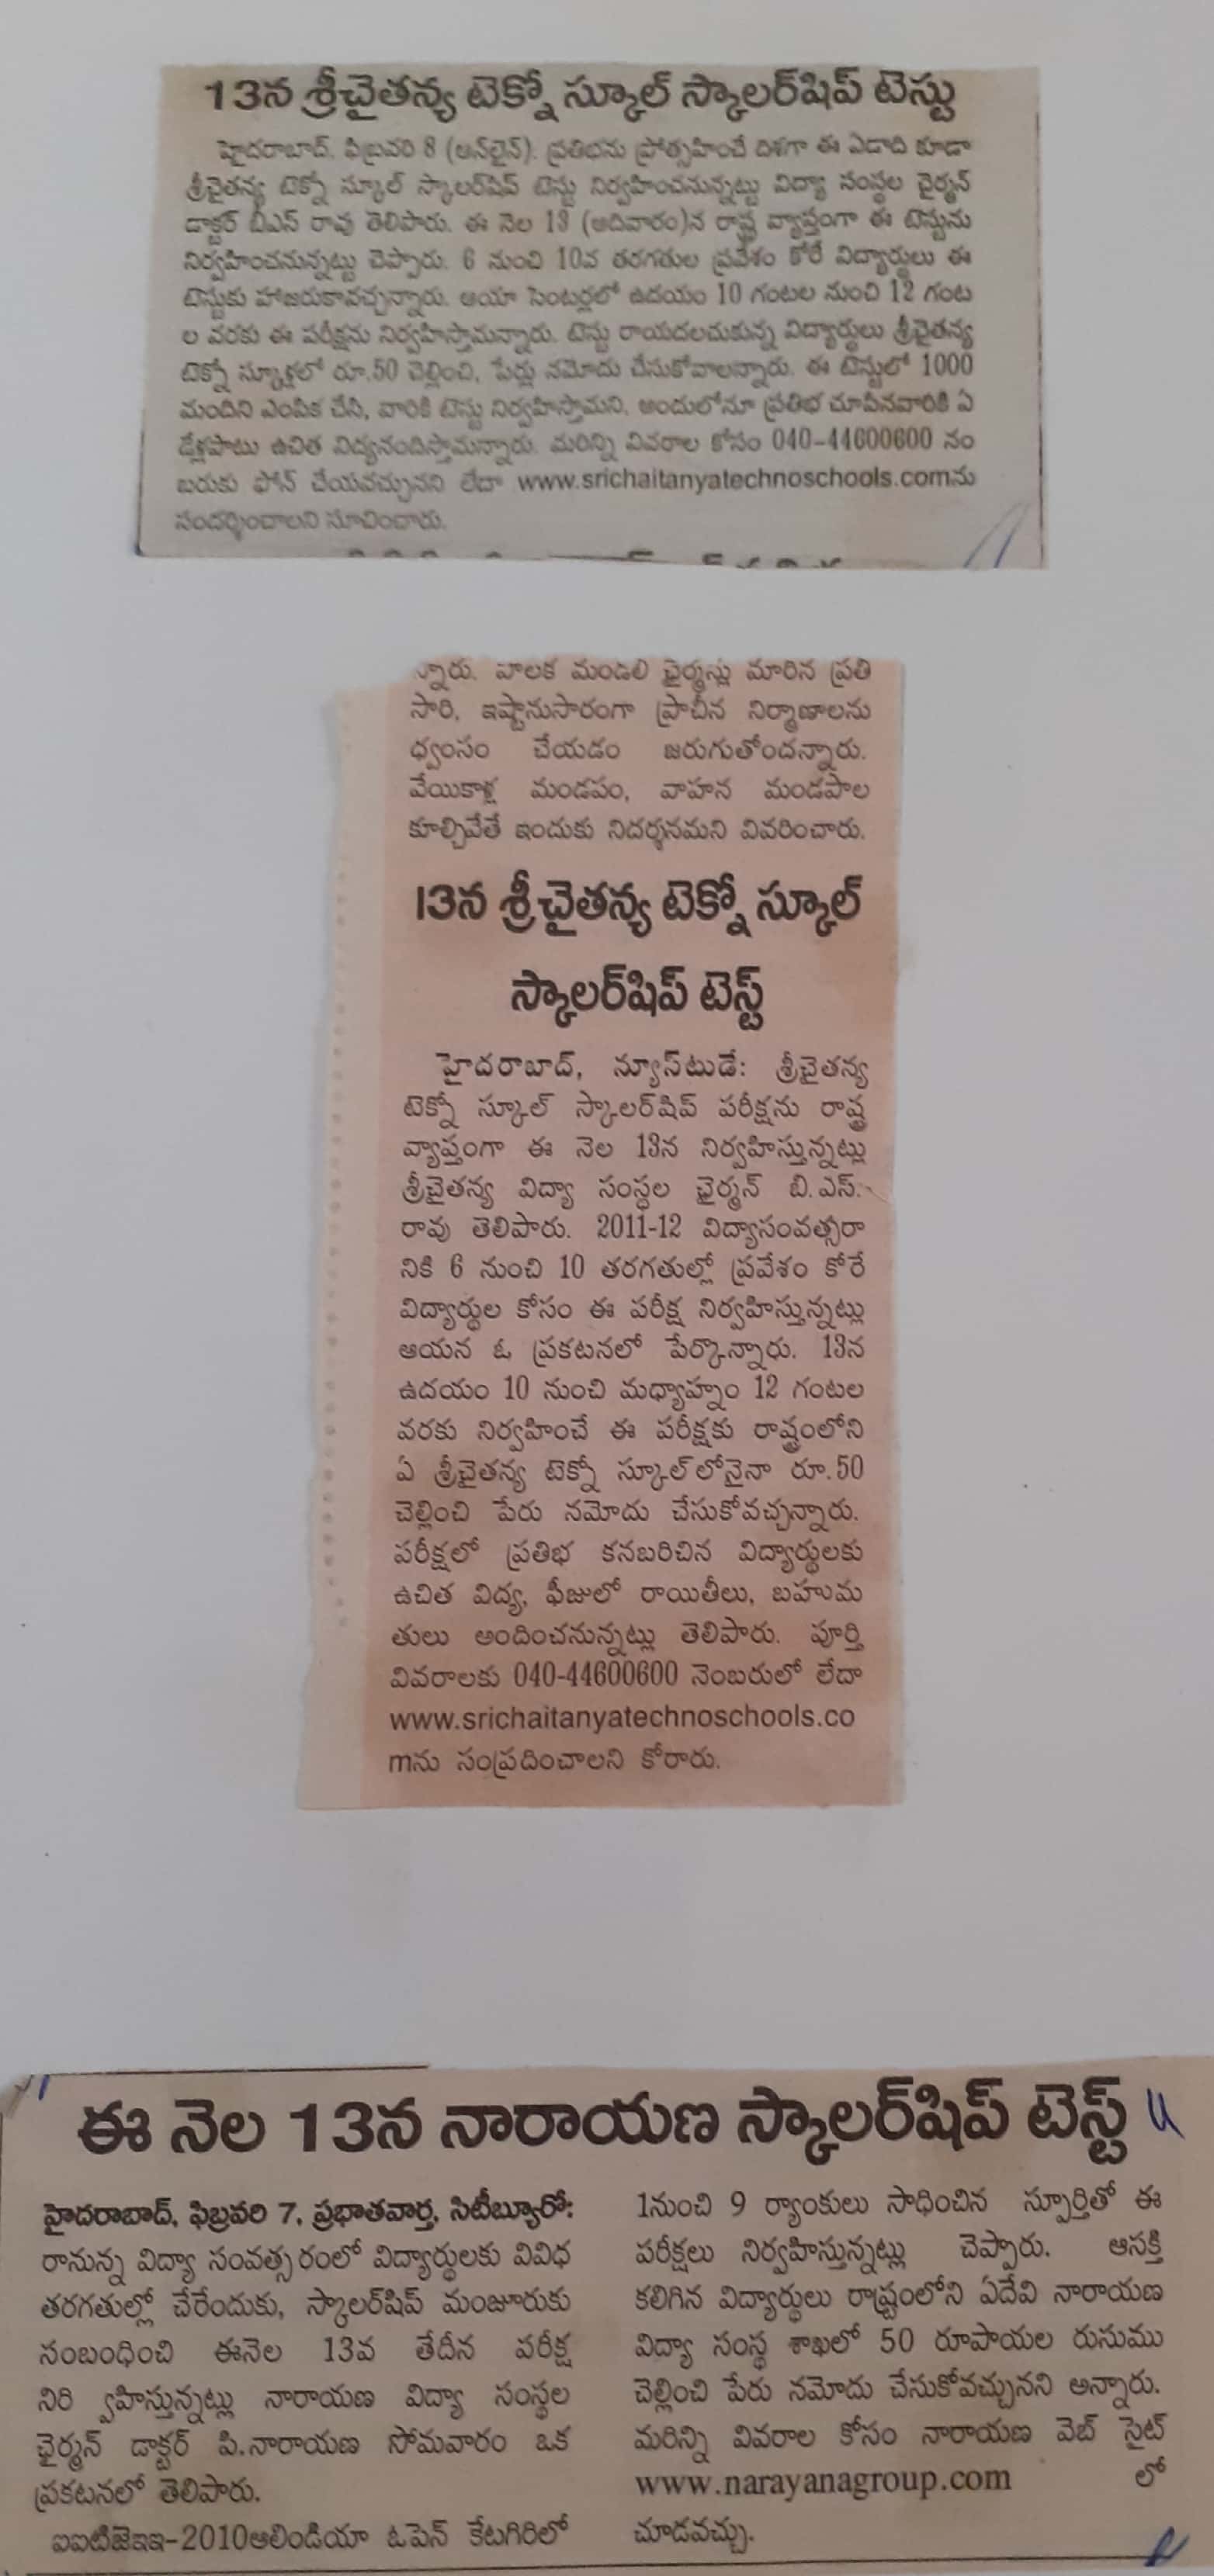 13న శ్రీచైతన్య టెక్నో స్కూల్ స్కాలర్‌షిప్ టెస్టు
హైదరాబాద్, ఫిబ్రవరి 8 (ఆన్‌లైన్): ప్రతిభను ప్రోత్సహించే దిశగా ఈ ఏడాది కూడా
శ్రీచైతన్య టెక్నో స్కూల్ స్కాలర్‌షిప్ టెస్టు నిర్వహించనున్నట్టు విద్యా సంస్థల చైర్మన్
డాక్టర్ బీఎస్ రావు తెలిపారు. ఈ నెల 13 (ఆదివారం)న రాష్ట్ర వ్యాప్తంగా ఈ టెస్టును
నిర్వహించనున్నట్టు చెప్పారు. 6 నుంచి 10వ తరగతుల ప్రవేశం కోరే విద్యార్థులు ఈ
టెస్టుకు హాజరుకావచ్చన్నారు. ఆయా సెంటర్లలో ఉదయం 10 గంటల నుంచి 12 గంట
ల వరకు ఈ పరీక్షను నిర్వహిస్తామన్నారు. టెస్టు రాయదలచుకున్న విద్యార్థులు శ్రీచైతన్య
టెక్నో స్కూళ్లలో రూ.50 చెల్లించి, పేర్లు నమోదు చేసుకోవాలన్నారు. ఈ టెస్టులో 1000
మందిని ఎంపిక చేసి, వారికి టెస్టు నిర్వహిస్తామని, అందులోనూ ప్రతిభ చూపినవారికి ఏ
డేళ్లపాటు ఉచిత విద్యనందిస్తామన్నారు. మరిన్ని వివరాల కోసం 040-44600600 నం
బరుకు ఫోన్ చేయవచ్చునని లేదా www.srichaitanyatechnoschools.comను
సందర్శించాలని సూచించారు.
న్నారు. పాలక మండలి ఛైర్మన్లు మారిన ప్రతి
సారి, ఇష్టానుసారంగా ప్రాచీన నిర్మాణాలను
ధ్వంసం చేయడం జరుగుతోందన్నారు.
వేయికాళ్ల మండపం, వాహన మండపాల
కూల్చివేతే ఇందుకు నిదర్శనమని వివరించారు.
13న శ్రీచైతన్య టెక్నో స్కూల్
స్కాలర్‌షిప్ టెస్ట్
హైదరాబాద్, న్యూస్‌టుడే: శ్రీచైతన్య
టెక్నో స్కూల్ స్కాలర్‌షిప్ పరీక్షను రాష్ట్ర
వ్యాప్తంగా ఈ నెల 13న నిర్వహిస్తున్నట్లు
శ్రీచైతన్య విద్యా సంస్థల ఛైర్మన్ బి.ఎస్.
రావు తెలిపారు. 2011-12 విద్యాసంవత్సరా
నికి 6 నుంచి 10 తరగతుల్లో ప్రవేశం కోరే
విద్యార్థుల కోసం ఈ పరీక్ష నిర్వహిస్తున్నట్లు
ఆయన ఓ ప్రకటనలో పేర్కొన్నారు. 13న
ఉదయం 10 నుంచి మధ్యాహ్నం 12 గంటల
వరకు నిర్వహించే ఈ పరీక్షకు రాష్ట్రంలోని
ఏ శ్రీచైతన్య టెక్నో స్కూల్‌లోనైనా రూ.50
చెల్లించి పేరు నమోదు చేసుకోవచ్చన్నారు.
పరీక్షలో ప్రతిభ కనబరిచిన విద్యార్థులకు
ఉచిత విద్య, ఫీజులో రాయితీలు, బహుమ
తులు అందించనున్నట్లు తెలిపారు. పూర్తి
వివరాలకు 040-44600600 నెంబరులో లేదా
www.srichaitanyatechnoschools.co
mను సంప్రదించాలని కోరారు.
ఈ నెల 13న నారాయణ స్కాలర్‌షిప్ టెస్ట్
హైదరాబాద్, ఫిబ్రవరి 7, ప్రభాతవార్త, సిటీబ్యూరో:
రానున్న విద్యా సంవత్సరంలో విద్యార్థులకు వివిధ
తరగతుల్లో చేరేందుకు, స్కాలర్‌షిప్ మంజూరుకు
సంబంధించి ఈనెల 13వ తేదీన పరీక్ష
నిరి వ్వహిస్తున్నట్లు నారాయణ విద్యా సంస్థల
ఛైర్మన్ డాక్టర్ పి.నారాయణ సోమవారం ఒక
ప్రకటనలో తెలిపారు.
ఐఐటిజెఇఇ-2010ఆలిండియా ఓపెన్ కేటగిరిలో
1నుంచి 9 ర్యాంకులు సాధించిన స్ఫూర్తితో ఈ
పరీక్షలు నిర్వహిస్తున్నట్లు చెప్పారు. ఆసక్తి
కలిగిన విద్యార్థులు రాష్ట్రంలోని ఏదేవి నారాయణ
విద్యా సంస్థ శాఖలో 50 రూపాయల రుసుము
చెల్లించి పేరు నమోదు చేసుకోవచ్చునని అన్నారు.
మరిన్ని వివరాల కోసం నారాయణ వెబ్ సైట్
www.narayanagroup.com లో
చూడవచ్చు.